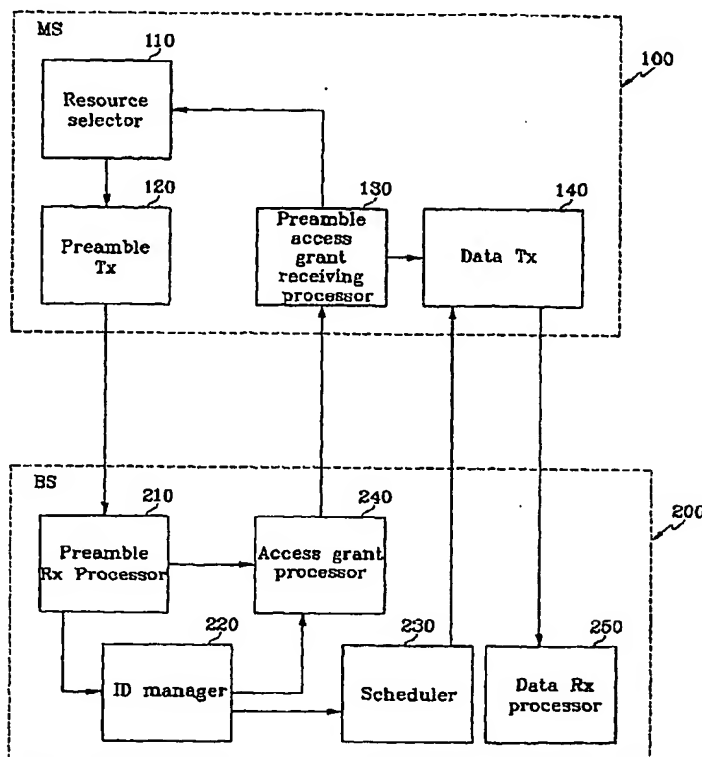 MS
110
100
Resource
selector
120
Preamble
Tx
130
Preamble
access
grant
receiving
processor
140
Data Tx
BS
210
Preamble
Rx Processor
240
Access grant
processor
200
220
ID manager
230
Scheduler
250
Data Rx
processor